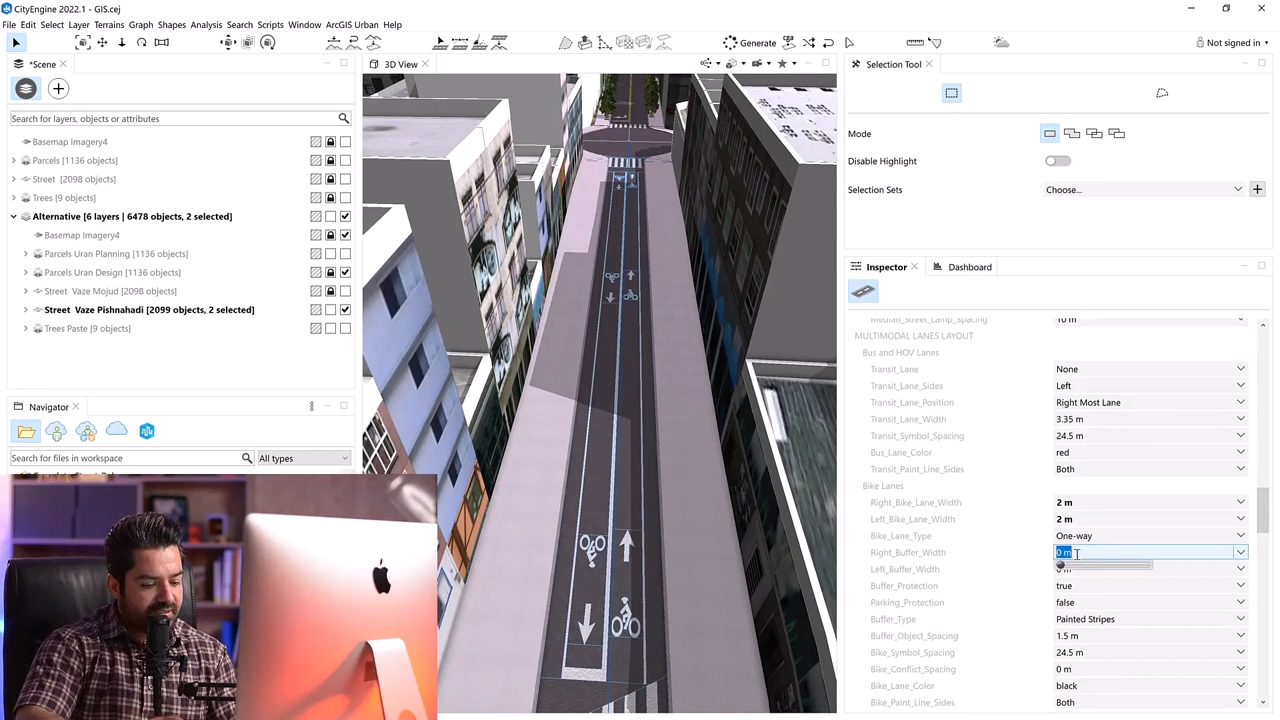 CityEngine 2022.1 - GIS.cej
File Edit Select Layer Terrains Graph Shapes Analysis Search Scripts Window ArcGIS Urban Help
Generate
Not signed in
*Scene
3D View
Selection Tool
Search for layers, objects or attributes
Basemap Imagery4
Parcels [1136 objects]
Street [2098 objects]
Trees [9 objects]
Alternative [6 layers | 6478 objects, 2 selected]
Basemap Imagery4
Parcels Uran Planning [1136 objects]
Parcels Uran Design [1136 objects]
Street Vaze Mojud [2098 objects]
Street Vaze Pishnahadi [2099 objects, 2 selected]
Trees Paste [9 objects]
Navigator
Search for files in workspace
All types
Mode
Disable Highlight
Selection Sets Choose...
Inspector
Dashboard
Median_Street_Lamp_Spacing 10 m
MULTIMODAL LANES LAYOUT
Bus and HOV Lanes
Transit_Lane None
Transit_Lane_Sides Left
Transit_Lane_Position Right Most Lane
Transit_Lane_Width 3.35 m
Transit_Symbol_Spacing 24.5 m
Bus_Lane_Color red
Transit_Paint_Line_Sides Both
Bike Lanes
Right_Bike_Lane_Width 2 m
Left_Bike_Lane_Width 2 m
Bike_Lane_Type One-way
Right_Buffer_Width 0 m
Left_Buffer_Width 0 m
Buffer_Protection true
Parking_Protection false
Buffer_Type Painted Stripes
Buffer_Object_Spacing 1.5 m
Bike_Symbol_Spacing 24.5 m
Bike_Conflict_Spacing 0 m
Bike_Lane_Color black
Bike_Paint_Line_Sides Both